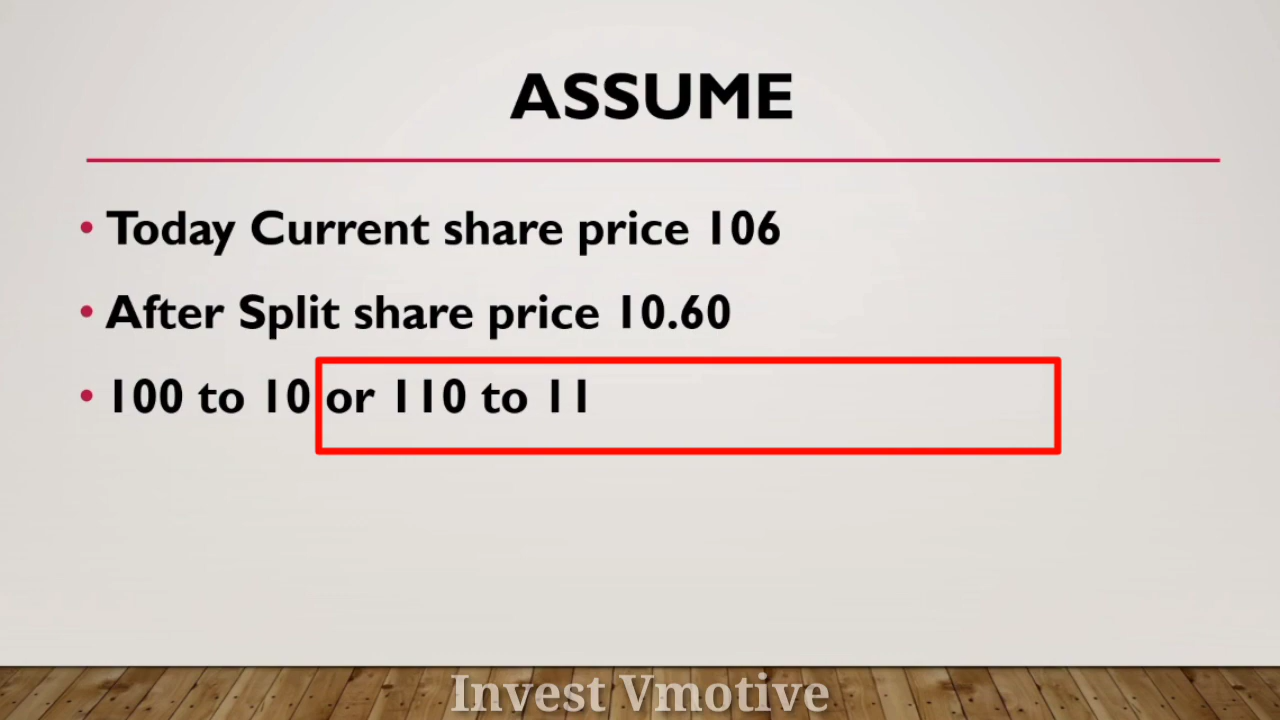 ASSUME
• Today Current share price 106
• After Split share price 10.60
• 100 to 10 or 110 to 11
Invest Vmotive